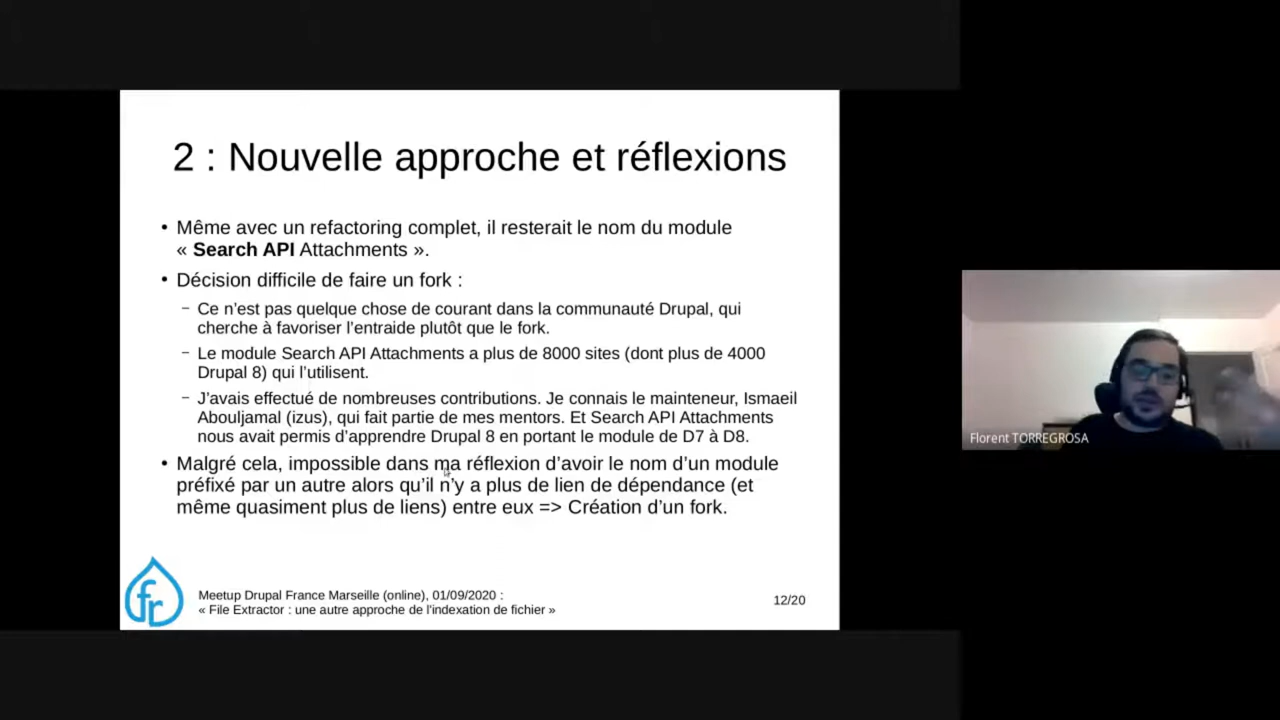 2 : Nouvelle approche et réflexions
• Même avec un refactoring complet, il resterait le nom du module
« Search API Attachments ».
• Décision difficile de faire un fork :
– Ce n’est pas quelque chose de courant dans la communauté Drupal, qui
cherche à favoriser l’entraide plutôt que le fork.
– Le module Search API Attachments a plus de 8000 sites (dont plus de 4000
Drupal 8) qui l’utilisent.
– J’avais effectué de nombreuses contributions. Je connais le mainteneur, Ismaeil
Abouljamal (izus), qui fait partie de mes mentors. Et Search API Attachments
nous avait permis d’apprendre Drupal 8 en portant le module de D7 à D8.
• Malgré cela, impossible dans ma réflexion d’avoir le nom d’un module
préfixé par un autre alors qu’il n’y a plus de lien de dépendance (et
même quasiment plus de liens) entre eux => Création d’un fork.
fr
Meetup Drupal France Marseille (online), 01/09/2020 :
« File Extractor : une autre approche de l'indexation de fichier »
12/20
Florent TORREGROSA